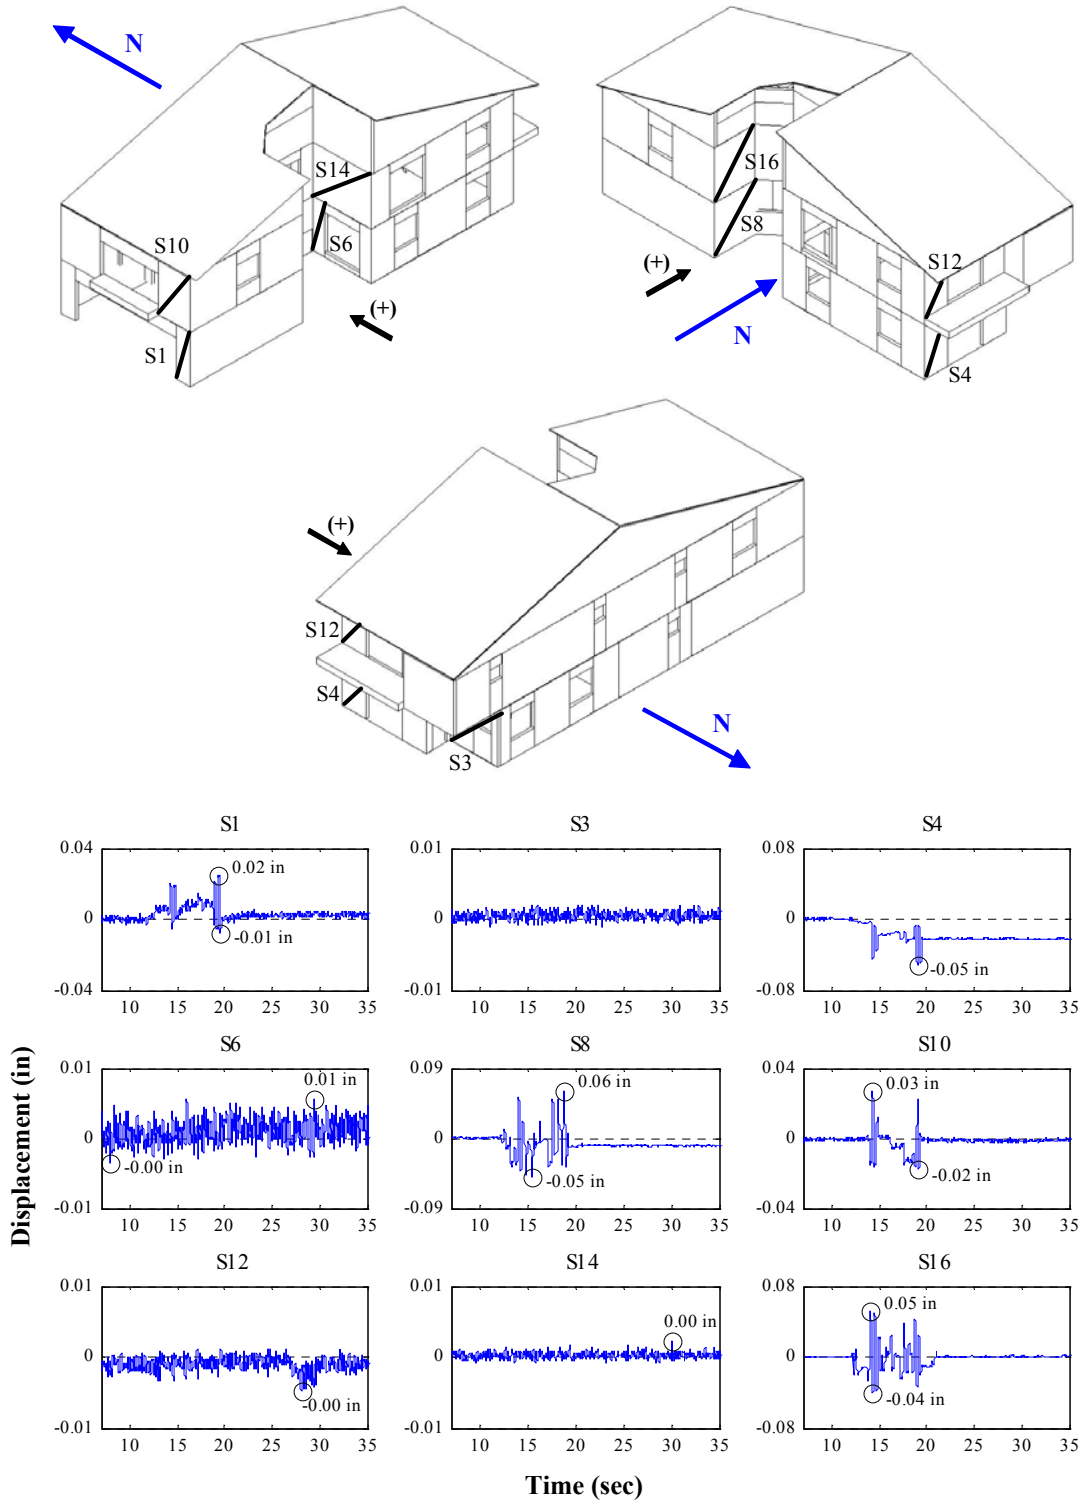 N
N
S14
S16
S6
S8
S10
(+)
S12
(+)
N
S1
S4
(+)
S12
S4
N
S3
S1
S3
S4
0.04
0.02 in
0
-0.01 in
-0.04
10 15 20 25 30 35
0.01
0
-0.01
10 15 20 25 30 35
0.08
0
-0.05 in
-0.08
10 15 20 25 30 35
Displacement (in)
S6
S8
S10
0.01
0.01 in
0
-0.00 in
-0.01
10 15 20 25 30 35
0.09
0.06 in
0
-0.05 in
-0.09
10 15 20 25 30 35
0.04
0.03 in
0
-0.02 in
-0.04
10 15 20 25 30 35
S12
S14
S16
0.01
0
-0.00 in
-0.01
10 15 20 25 30 35
0.01
0.00 in
0
-0.01
10 15 20 25 30 35
0.08
0.05 in
0
-0.04 in
-0.08
10 15 20 25 30 35
Time (sec)